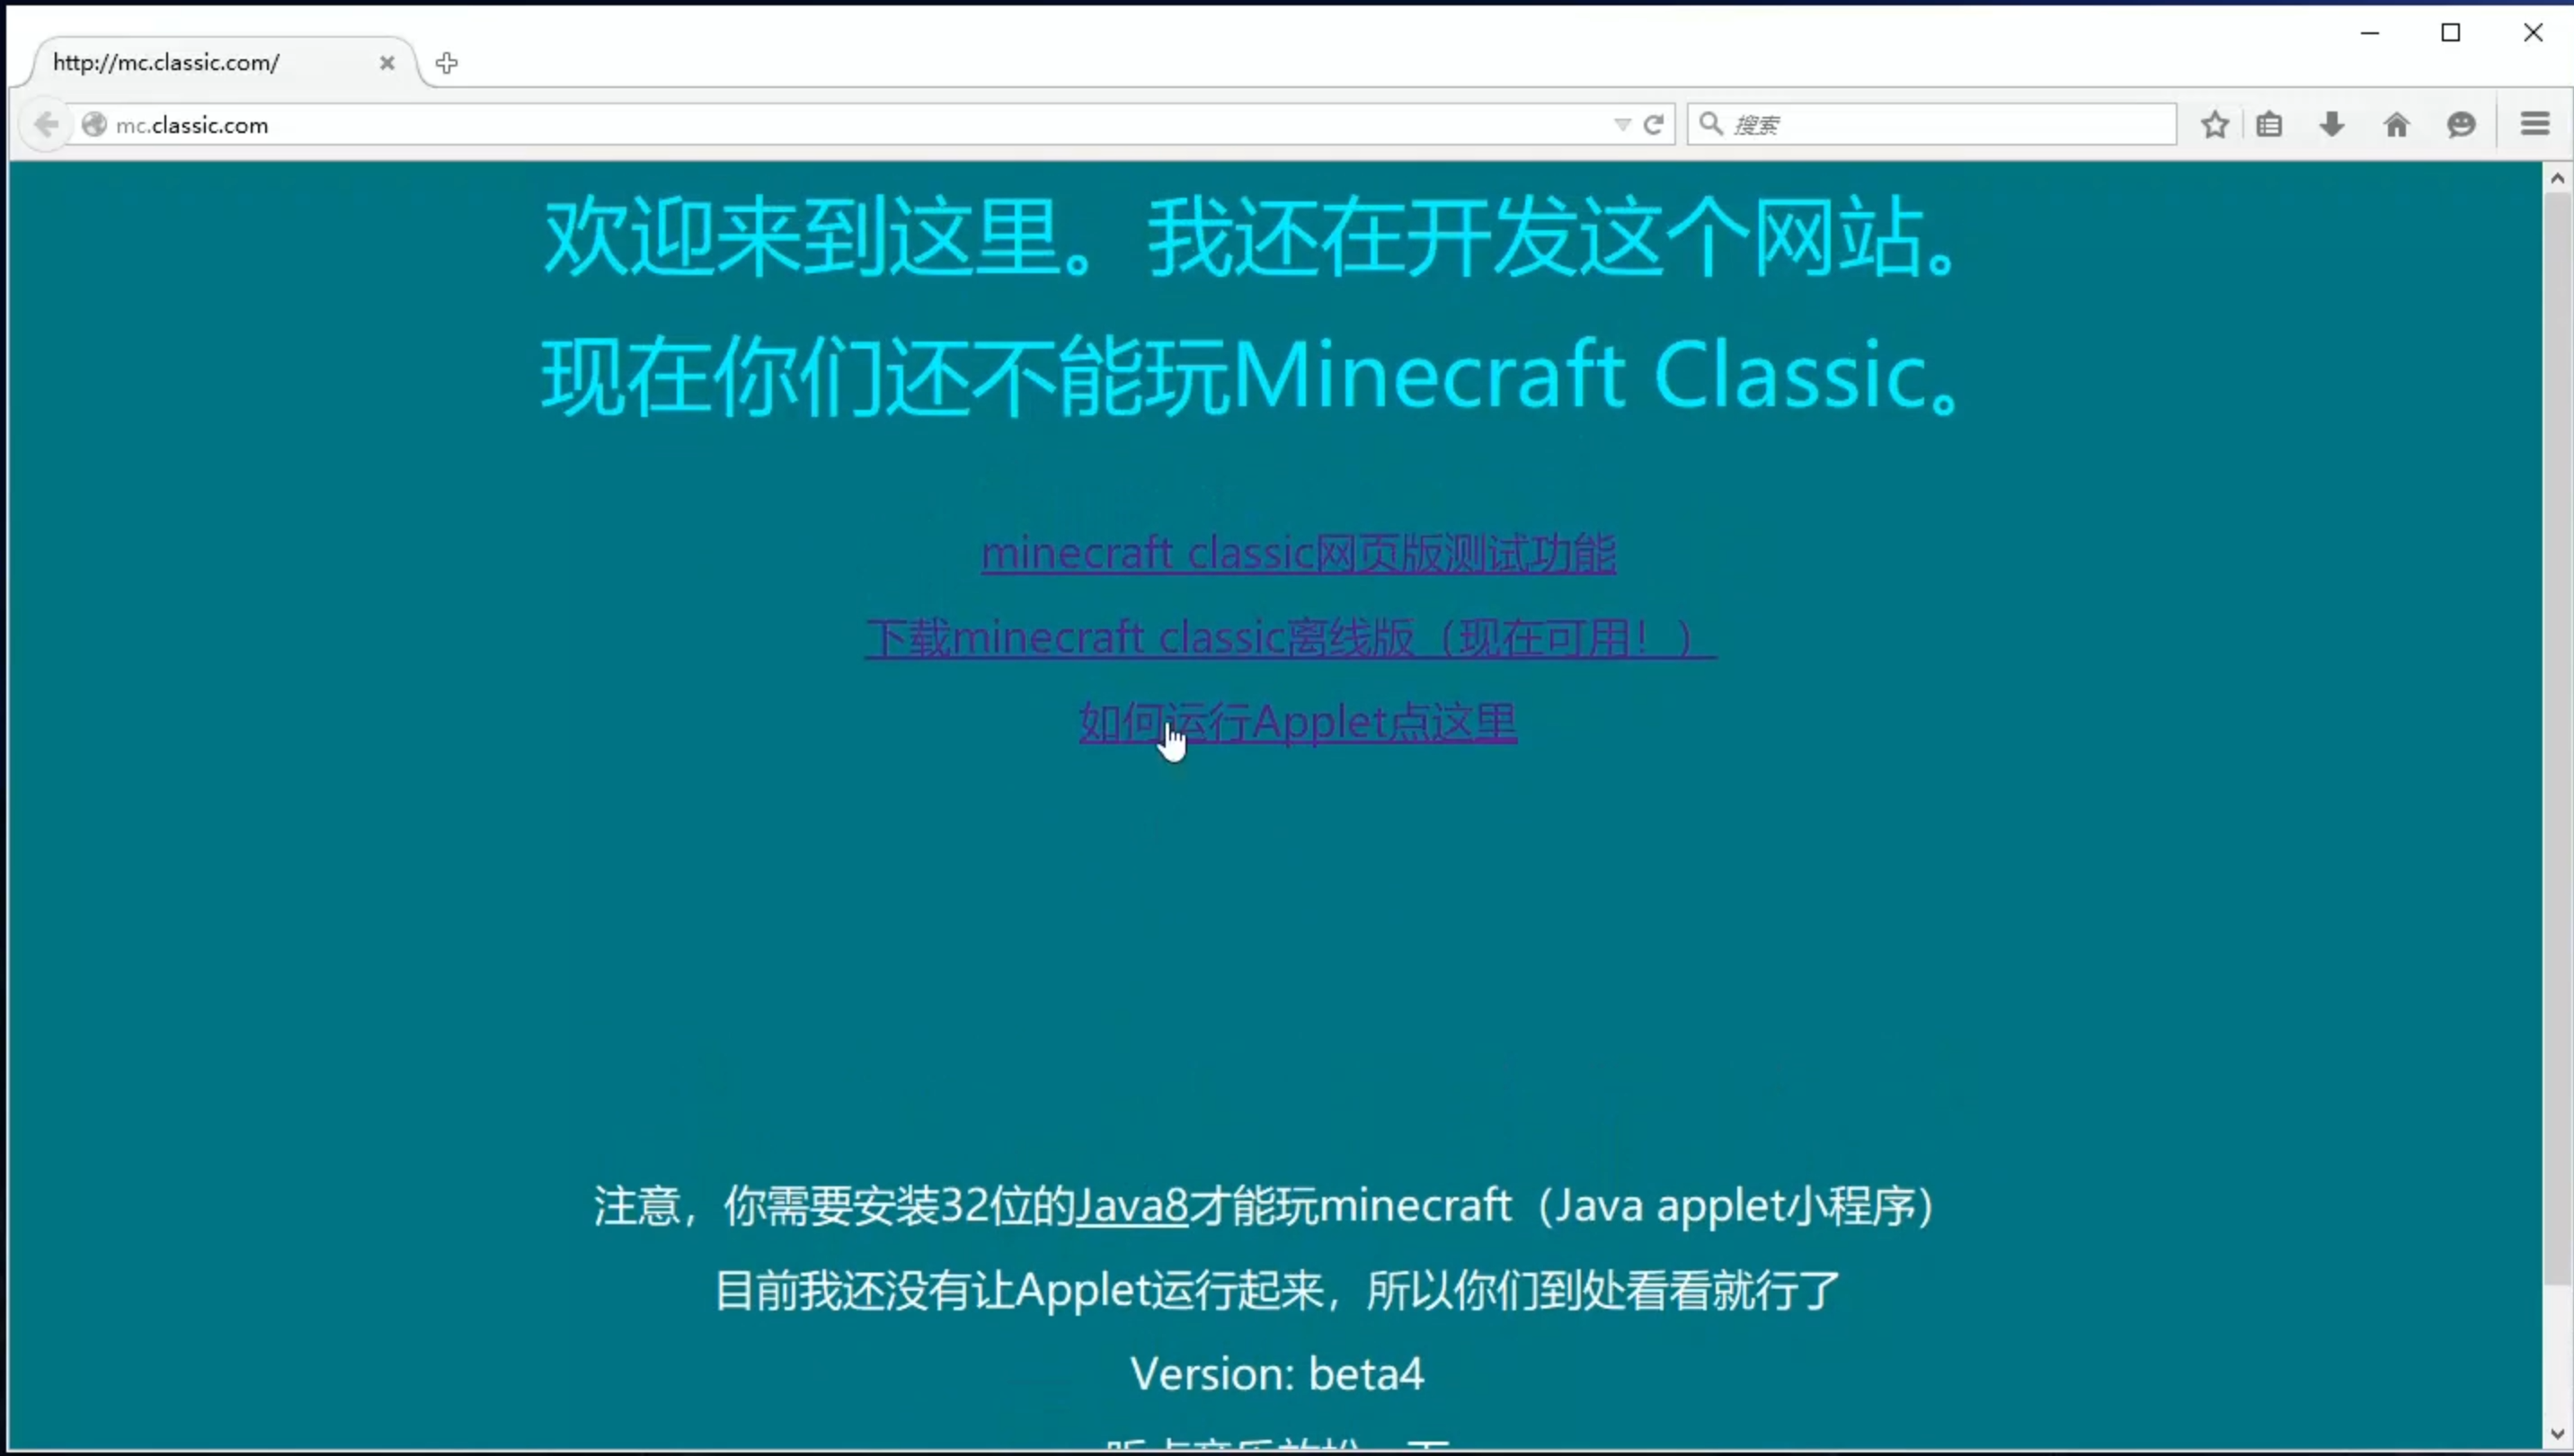 http://mc.classic.com/
mc.classic.com
搜索
欢迎来到这里。我还在开发这个网站。
现在你们还不能玩Minecraft Classic。
minecraft classic网页版测试功能
下载minecraft classic离线版（现在可用！）
如何运行Applet点这里
注意，你需要安装32位的Java8才能玩minecraft（Java applet小程序）
目前我还没有让Applet运行起来，所以你们到处看看就行了
Version: beta4